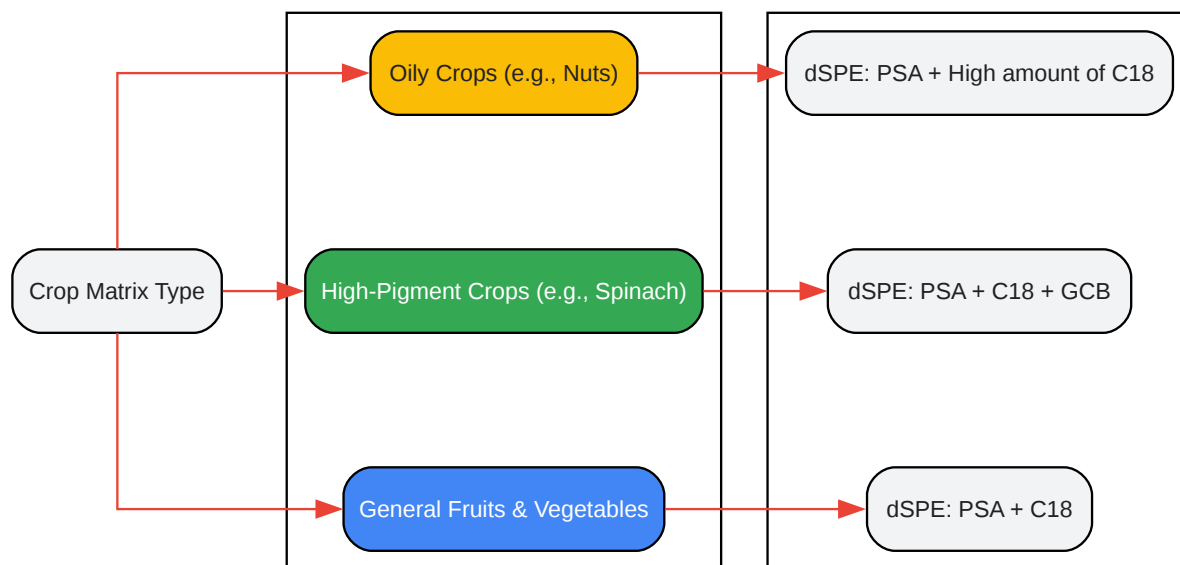 Oily Crops (e.g., Nuts)
dSPE: PSA + High amount of C18
Crop Matrix Type
High-Pigment Crops (e.g., Spinach)
dSPE: PSA + C18 + GCB
General Fruits & Vegetables
dSPE: PSA + C18